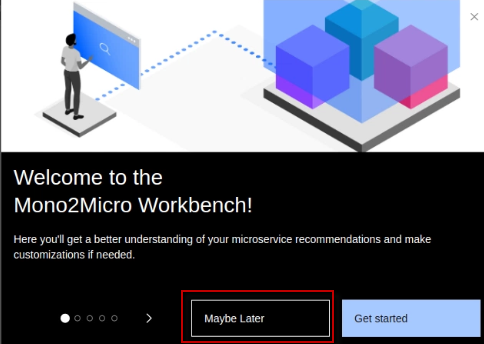 Welcome to the
Mono2Micro Workbench!
Here you'll get a better understanding of your microservice recommendations and make
customizations if needed.
Maybe Later
Get started